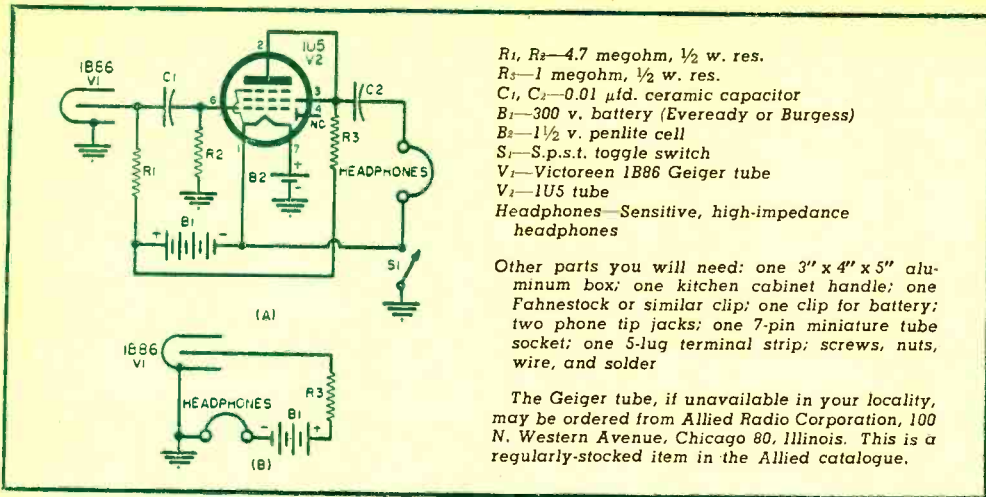 1B86
V1
C1
2
1U5
V2
6
3
4
NC
C2
R1
R2
1
7
R3
B2
+
-
HEADPHONES
+
B1
-
S1
(A)
1B86
V1
HEADPHONES
R3
-
B1
+
(B)
R1, R2—4.7 megohm, ½ w. res.
R3—1 megohm, ½ w. res.
C1, C2—0.01 µfd. ceramic capacitor
B1—300 v. battery (Eveready or Burgess)
B2—1½ v. penlite cell
S1—S.p.s.t. toggle switch
V1—Victoreen 1B86 Geiger tube
V2—1U5 tube
Headphones—Sensitive, high-impedance
headphones
Other parts you will need: one 3" x 4" x 5" alu-
minum box; one kitchen cabinet handle; one
Fahnestock or similar clip; one clip for battery;
two phone tip jacks; one 7-pin miniature tube
socket; one 5-lug terminal strip; screws, nuts,
wire, and solder
The Geiger tube, if unavailable in your locality,
may be ordered from Allied Radio Corporation, 100
N. Western Avenue, Chicago 80, Illinois. This is a
regularly-stocked item in the Allied catalogue.